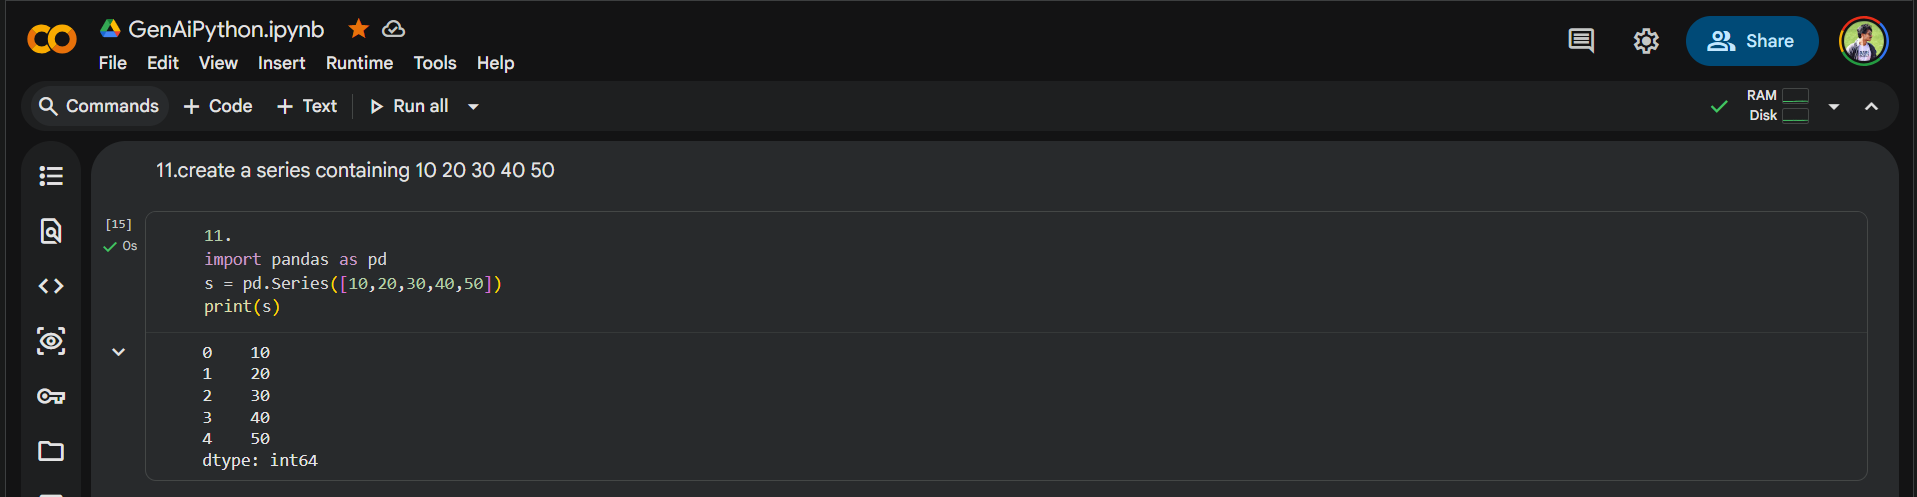 GenAiPython.ipynb
File Edit View Insert Runtime Tools Help
Share
Commands + Code + Text Run all
RAM
Disk
11.create a series containing 10 20 30 40 50
[15]
0s
11.
import pandas as pd
s = pd.Series([10,20,30,40,50])
print(s)
0    10
1    20
2    30
3    40
4    50
dtype: int64